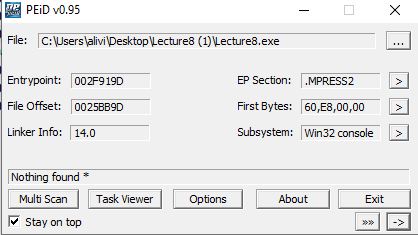 PEiD v0.95
File: C:\Users\alivi\Desktop\Lecture8 (1)\Lecture8.exe ...
Entrypoint: 002F919D EP Section: .MPRESS2 >
File Offset: 0025BB9D First Bytes: 60,E8,00,00 >
Linker Info: 14.0 Subsystem: Win32 console >
Nothing found *
Multi Scan Task Viewer Options About Exit
Stay on top »» ->